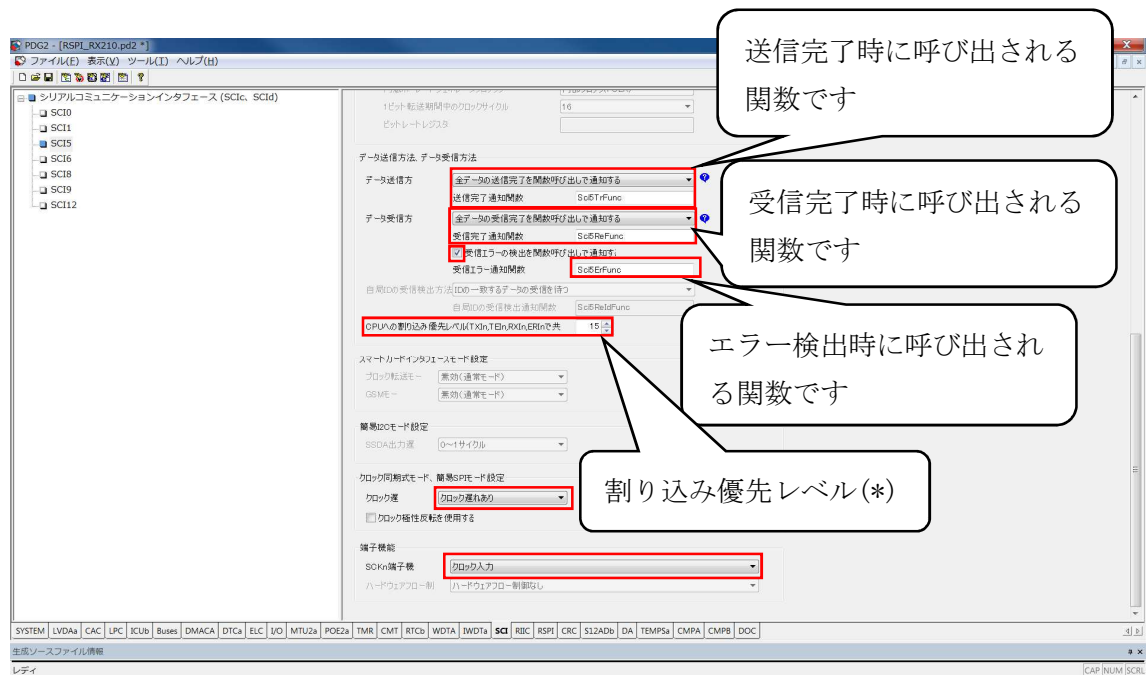 PDG2 - [RSPI_RX210.pd2 *]
ファイル(F) 表示(V) ツール(T) ヘルプ(H)
シリアルコミュニケーションインタフェース (SCIc、SCId)
SCI0
SCI1
SCI5
SCI6
SCI8
SCI9
SCI12
1ビット転送期間中のクロックサイクル 16
ビットレートレジスタ
データ送信方法、データ受信方法
データ送信方 全データの送信完了を関数呼び出しで通知する
送信完了通知関数 Sci5TrFunc
データ受信方 全データの受信完了を関数呼び出しで通知する
受信完了通知関数 Sci5ReFunc
受信エラーの検出を関数呼び出しで通知す
受信エラー通知関数 Sci5ErFunc
自局IDの受信検出方法 IDの一致するデータの受信を待つ
自局IDの受信検出通知関数 Sci5ReIdFunc
CPUへの割り込み優先レベル(TXIn,TEIn,RXIn,ERInで共 15
スマートカードインタフェースモード設定
ブロック転送モー 無効(通常モード)
GSMモー 無効(通常モード)
簡易I2Cモード設定
SSDA出力遅 0～1サイクル
クロック同期式モード、簡易SPIモード設定
クロック遅 クロック遅れあり
クロック極性反転を使用する
端子機能
SCKn端子機 クロック入力
ハードウェアフロー制 ハードウェアフロー制御なし
送信完了時に呼び出される
関数です
受信完了時に呼び出される
関数です
エラー検出時に呼び出され
る関数です
割り込み優先レベル(*)
SYSTEM LVDAa CAC LPC ICUb Buses DMACA DTCa ELC I/O MTU2a POE2a TMR CMT RTCb WDTA IWDTa SCI RIIC RSPI CRC S12ADb DA TEMPSa CMPA CMPB DOC
生成ソースファイル情報
レディ CAP NUM SCRL